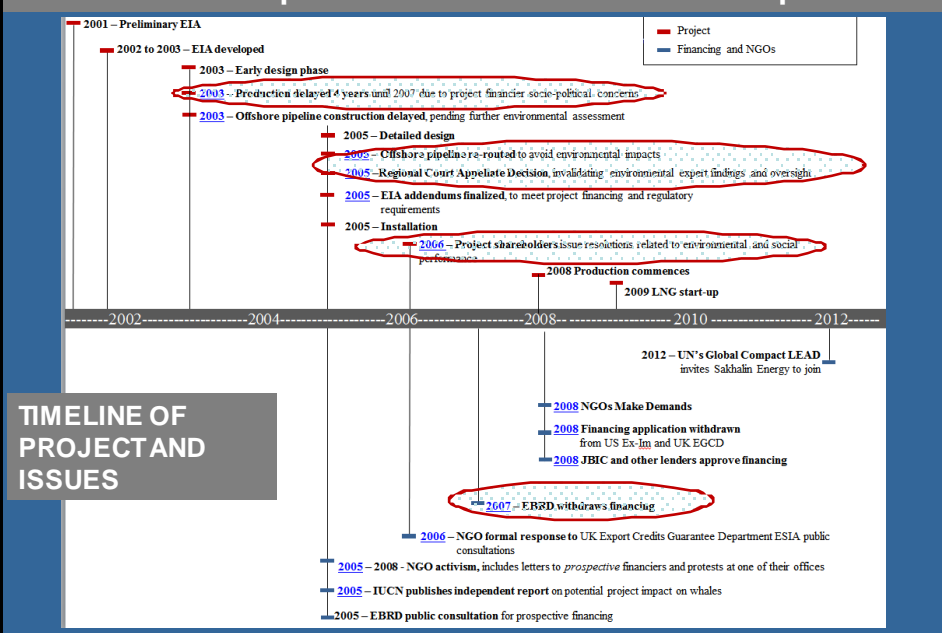 2001 – Preliminary EIA
Project
Financing and NGOs
2002 to 2003 – EIA developed
2003 – Early design phase
2003 – Production delayed 4 years until 2007 due to project financier socio-political concerns
2003 – Offshore pipeline construction delayed, pending further environmental assessment
2005 – Detailed design
2005 – Offshore pipeline re-routed to avoid environmental impacts
2005 –Regional Court Appellate Decision, invalidating environmental expert findings and oversight
2005 – EIA addendums finalized, to meet project financing and regulatory
requirements
2005 – Installation
2006 – Project shareholders issue resolutions related to environmental and social
performance
2008 Production commences
2009 LNG start-up
--------2002----------------------2004----------------------2006----------------------2008-- ----------------- 2010 ----------------- 2012------
2012 – UN's Global Compact LEAD
invites Sakhalin Energy to join
2008 NGOs Make Demands
2008 Financing application withdrawn
from US Ex-Im and UK EGCD
2008 JBIC and other lenders approve financing
TIMELINE OF
PROJECT AND
ISSUES
2007 – EBRD withdraws financing
2006 – NGO formal response to UK Export Credits Guarantee Department ESIA public
consultations
2005 – 2008 - NGO activism, includes letters to prospective financiers and protests at one of their offices
2005 – IUCN publishes independent report on potential project impact on whales
2005 – EBRD public consultation for prospective financing